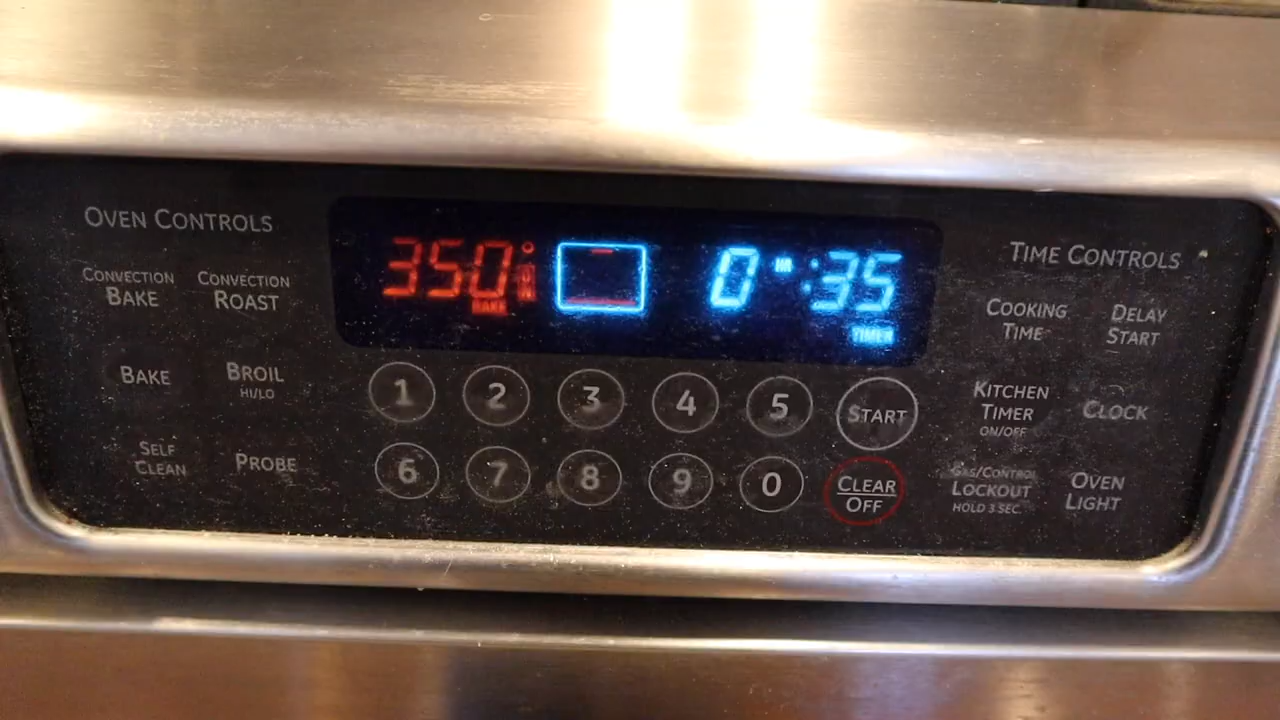 OVEN CONTROLS
CONVECTION
BAKE
CONVECTION
ROAST
BAKE
BROIL
HI/LO
SELF
CLEAN
PROBE
350°
BAKE
0 HR :35
TIMER
1 2 3 4 5 START
6 7 8 9 0 CLEAR
OFF
TIME CONTROLS
COOKING
TIME
DELAY
START
KITCHEN
TIMER
ON/OFF
CLOCK
GAS/CONTROL
LOCKOUT
HOLD 3 SEC
OVEN
LIGHT